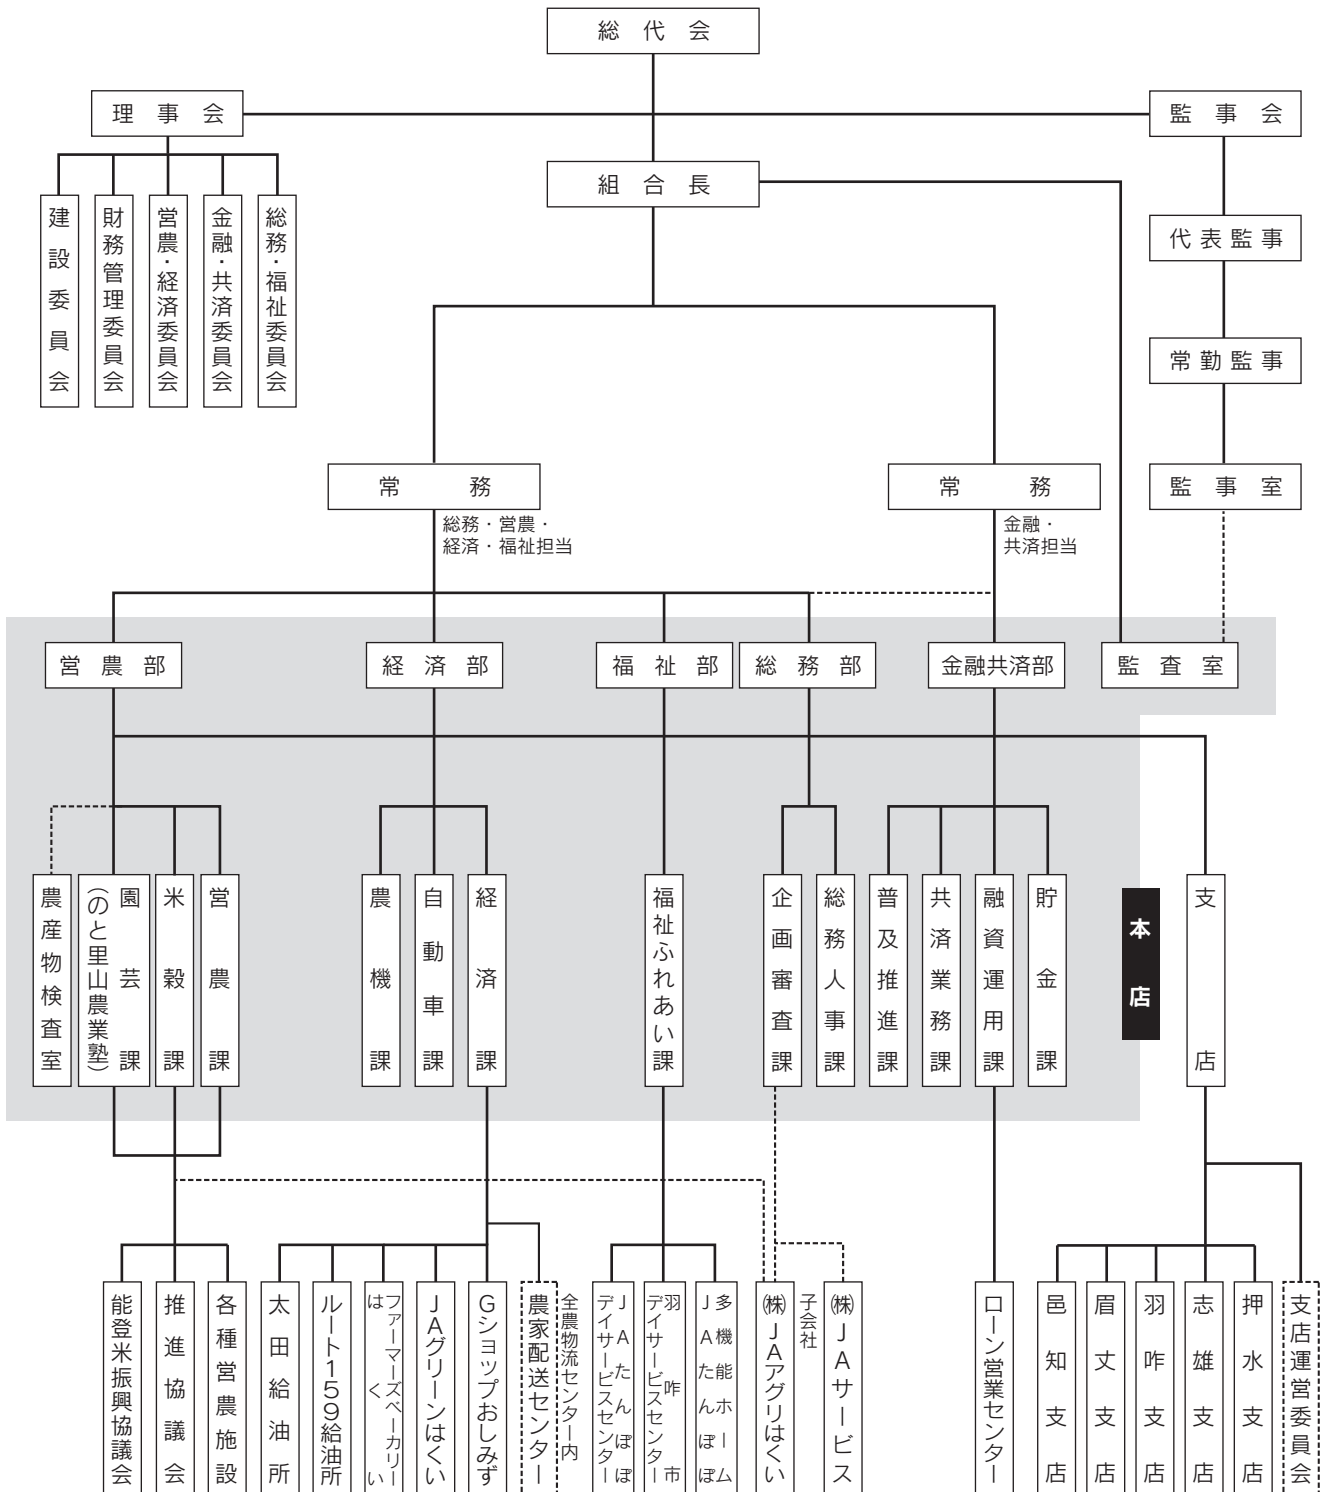 総代会
理事会
監事会
組合長
建設委員会
財務管理委員会
営農・経済委員会
金融・共済委員会
総務・福祉委員会
代表監事
常勤監事
常務
総務・営農・
経済・福祉担当
常務
金融・
共済担当
監事室
営農部
経済部
福祉部
総務部
金融共済部
監査室
農産物検査室
園芸課
(のと里山農業塾)
米穀課
営農課
農機課
自動車課
経済課
福祉ふれあい課
企画審査課
総務人事課
普及推進課
共済業務課
融資運用課
貯金課
本店
支店
能登米振興協議会
推進協議会
各種営農施設
太田給油所
ルート159給油所
ファーマーズベーカリー
はくい
JAグリーンはくい
Gショップおしみず
農家配送センター
全農物流センター内
JAたんぽぽ
デイサービスセンター
羽咋市
デイサービスセンター
多機能ホーム
JAたんぽぽ
㈱JAアグリはくい
子会社
㈱JAサービス
ローン営業センター
邑知支店
眉丈支店
羽咋支店
志雄支店
押水支店
支店運営委員会